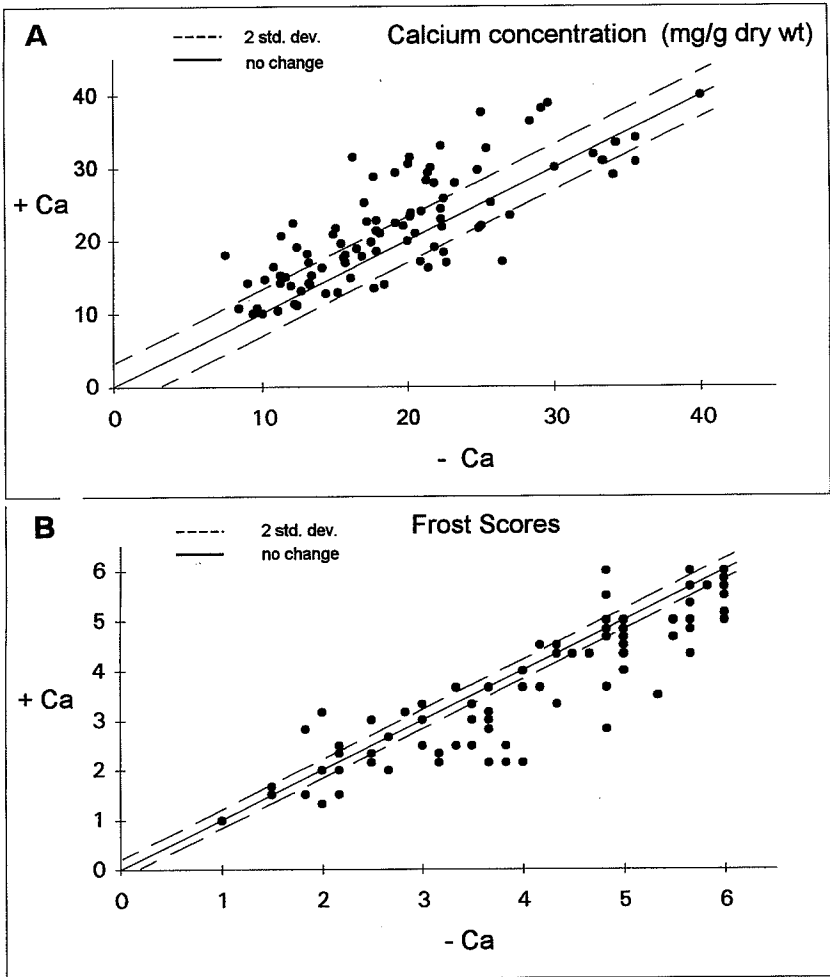 A
2 std. dev.
no change
Calcium concentration (mg/g dry wt)
40
30
+ Ca
20
10
0
0 10 20 30 40
- Ca
B
2 std. dev.
no change
Frost Scores
6
5
4
+ Ca
3
2
1
0
0 1 2 3 4 5 6
- Ca